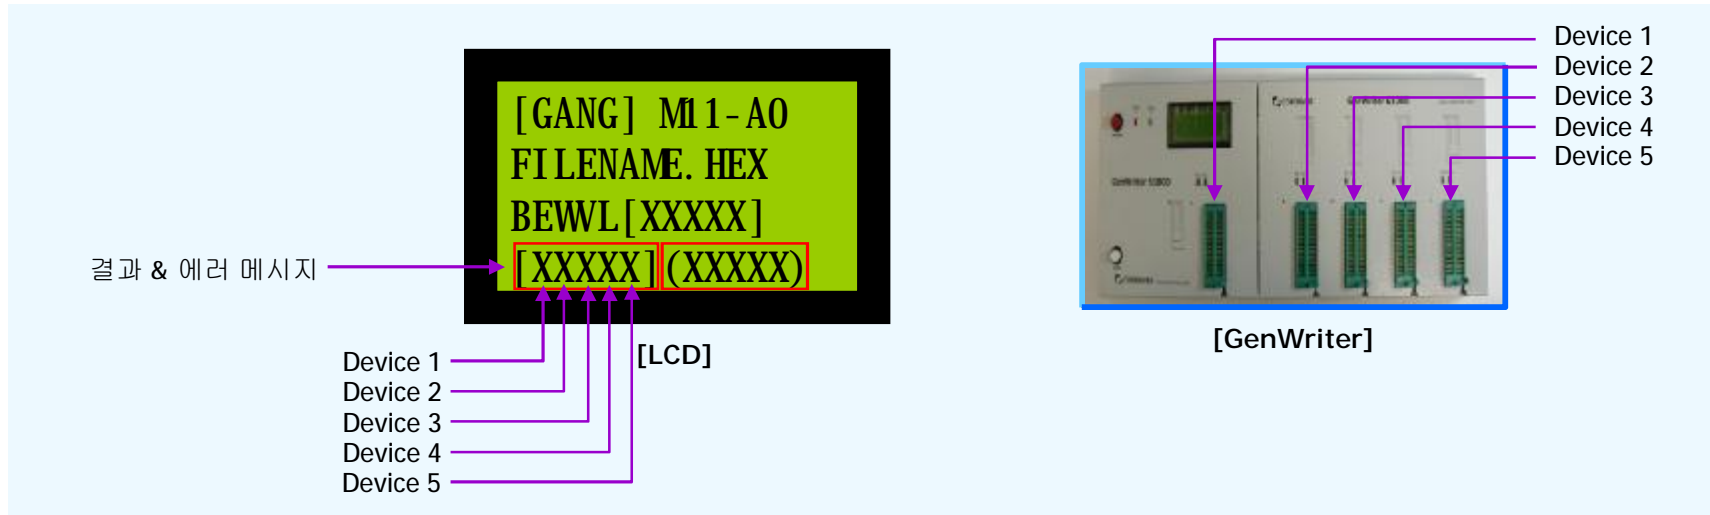 [GANG] M11-A0
FILENAME.HEX
BEWVL[XXXXX]
[XXXXX](XXXXX)
결과 & 에러 메시지
Device 1
Device 2
Device 3
Device 4
Device 5
[LCD]
Device 1
Device 2
Device 3
Device 4
Device 5
[GenWriter]